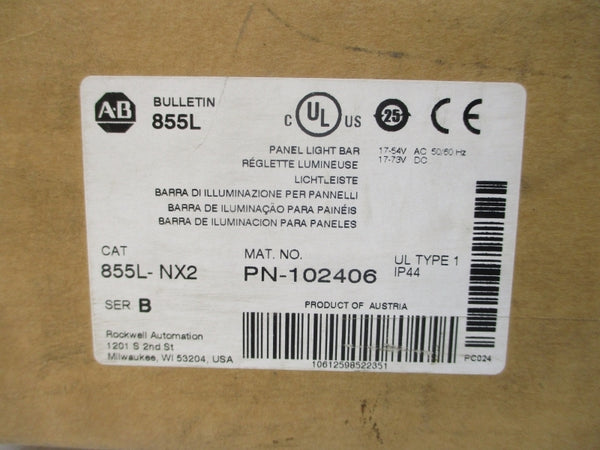 A-B
BULLETIN
855L
C UL US
25
CE
PANEL LIGHT BAR
RÉGLETTE LUMINEUSE
LICHTLEISTE
BARRA DI ILLUMINAZIONE PER PANNELLI
BARRA DE ILUMINAÇÃO PARA PAINÉIS
BARRA DE ILUMINACION PARA PANELES
17-54V AC 50/60 Hz
17-73V DC
CAT
855L-NX2
MAT. NO.
PN-102406
UL TYPE 1
IP44
SER B
PRODUCT OF AUSTRIA
Rockwell Automation
1201 S 2nd St
Milwaukee, WI 53204, USA
10612598522351
PC024